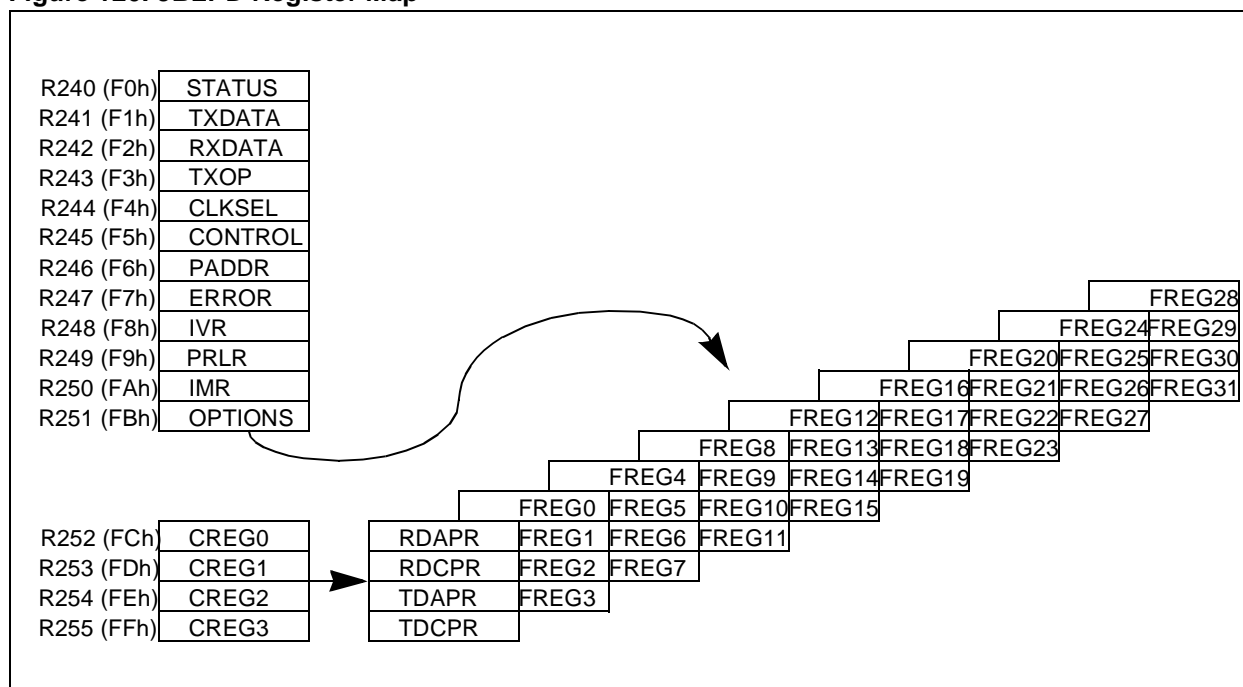 Figure Register Map
R240 (F0h) STATUS
R241 (F1h) TXDATA
R242 (F2h) RXDATA
R243 (F3h) TXOP
R244 (F4h) CLKSEL
R245 (F5h) CONTROL
R246 (F6h) PADDR
R247 (F7h) ERROR FREG28
R248 (F8h) IVR FREG24 FREG29
R249 (F9h) PRLR FREG20 FREG25 FREG30
R250 (FAh) IMR FREG16 FREG21 FREG26 FREG31
R251 (FBh) OPTIONS FREG12 FREG17 FREG22 FREG27
FREG8 FREG13 FREG18 FREG23
FREG4 FREG9 FREG14 FREG19
FREG0 FREG5 FREG10 FREG15
R252 (FCh) CREG0 RDAPR FREG1 FREG6 FREG11
R253 (FDh) CREG1 RDCPR FREG2 FREG7
R254 (FEh) CREG2 TDAPR FREG3
R255 (FFh) CREG3 TDCPR